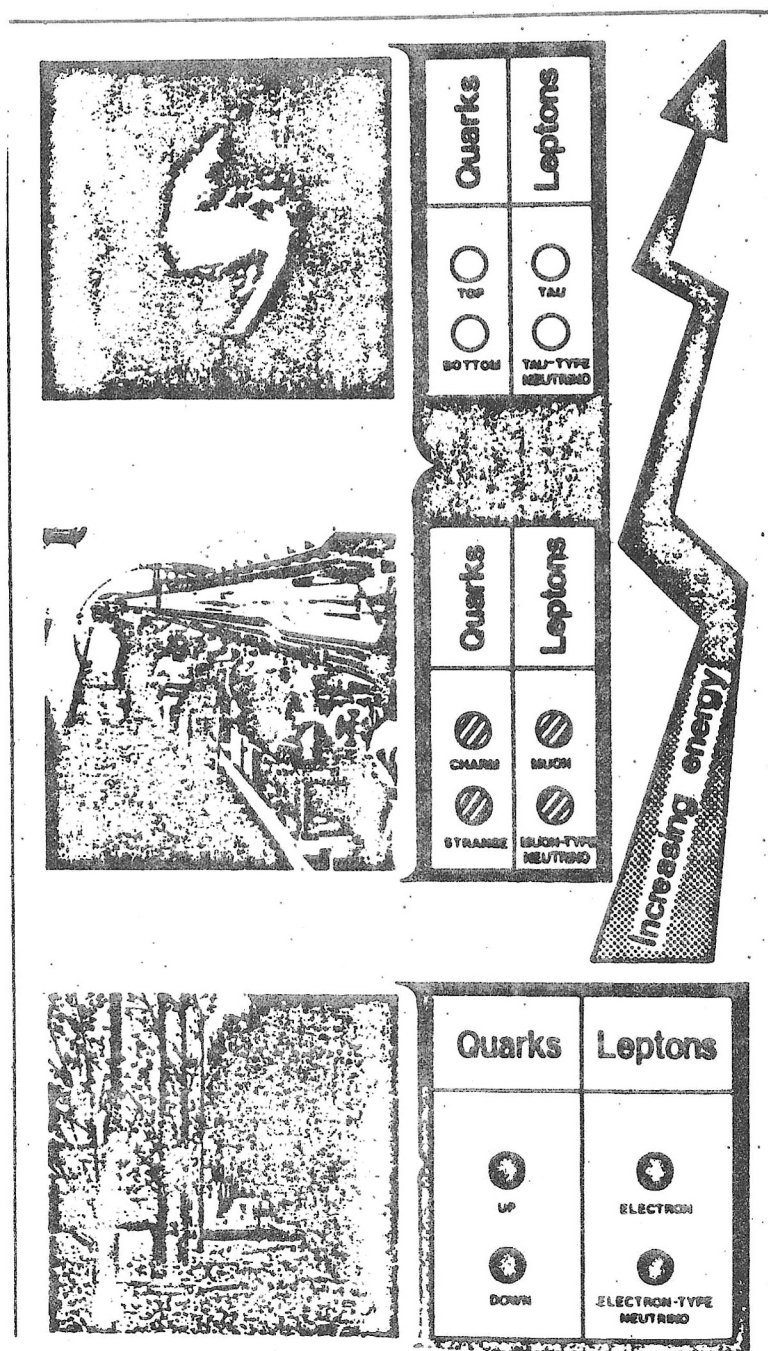 Quarks
Leptons
TOP
TAU
BOTTOM
TAU-TYPE
NEUTRINO
Quarks
Leptons
CHARM
MUON
STRANGE
MUON-TYPE
NEUTRINO
Increasing energy
Quarks
Leptons
UP
ELECTRON
DOWN
ELECTRON-TYPE
NEUTRINO